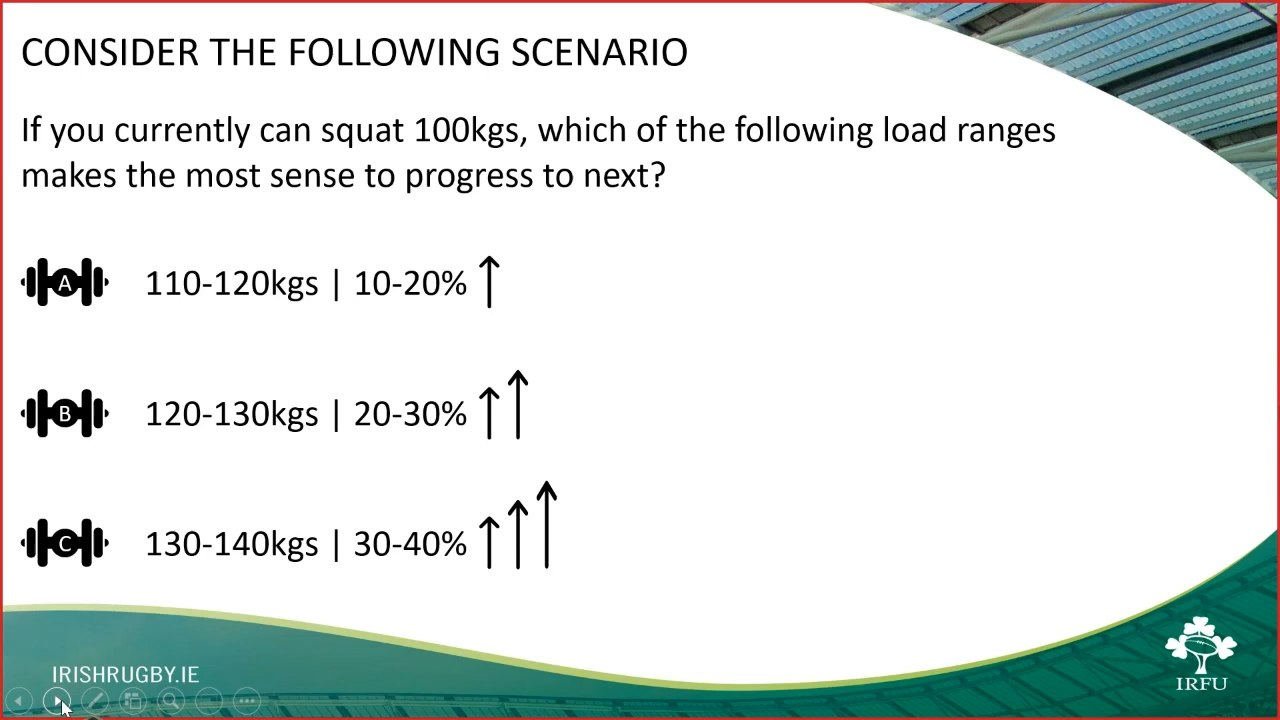 CONSIDER THE FOLLOWING SCENARIO
If you currently can squat 100kgs, which of the following load ranges
makes the most sense to progress to next?
A 110-120kgs | 10-20%
B 120-130kgs | 20-30%
C 130-140kgs | 30-40%
IRISHRUGBY.IE
IRFU